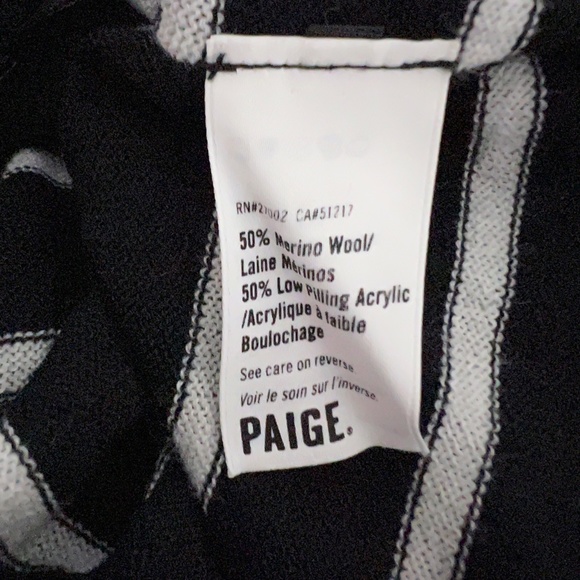 CA#51217
50% Merino Wool/
Laine Mérinos
50% Low Pilling Acrylic
/Acrylique à faible
Boulochage
See care on reverse
Voir le soin sur l'inverse.
PAIGE®